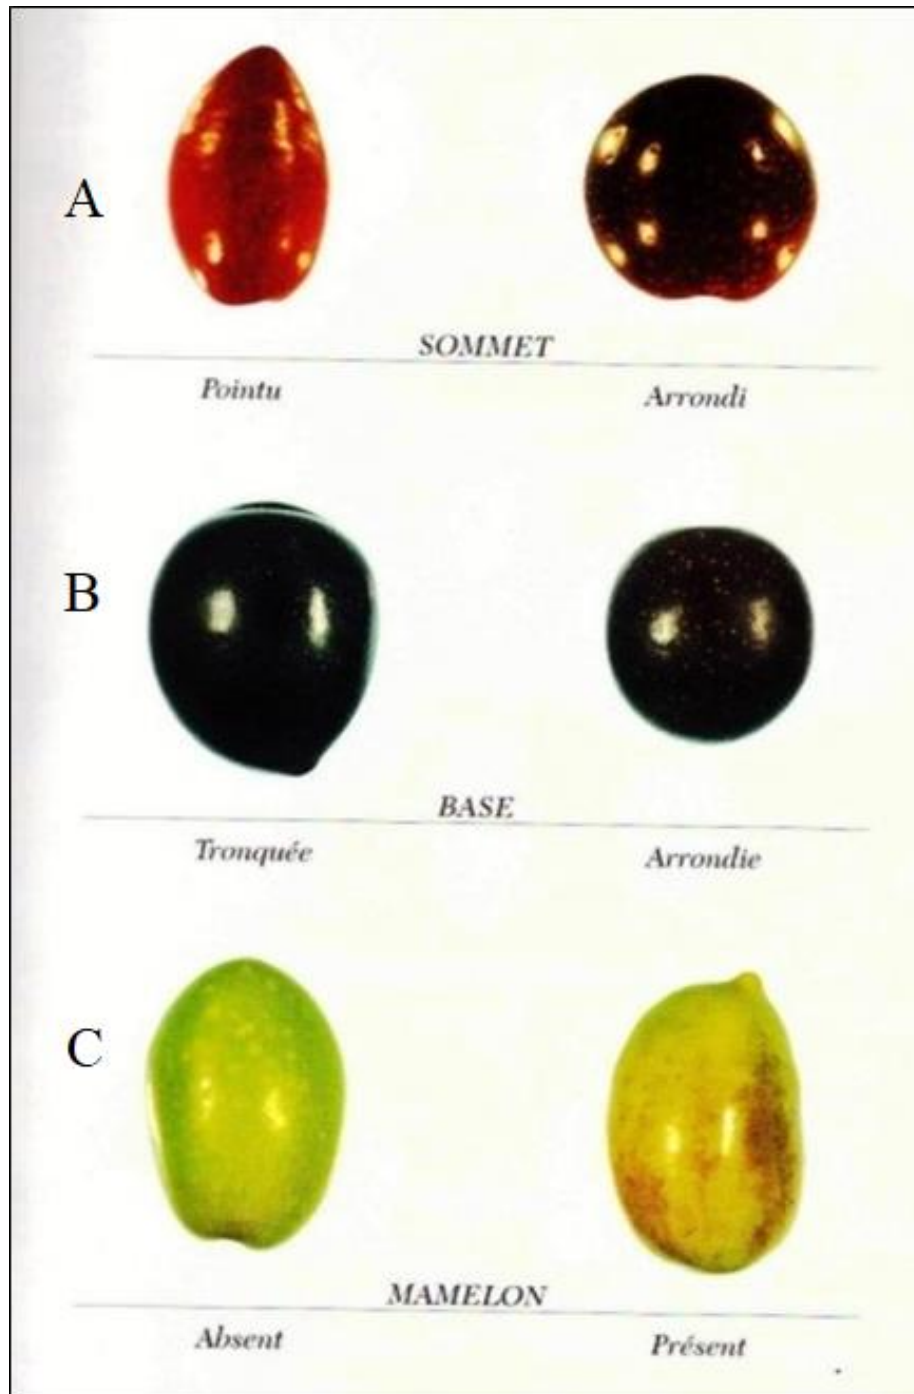 A
SOMMET
Pointu Arrondi
B
BASE
Tronquée Arrondie
C
MAMELON
Absent Présent